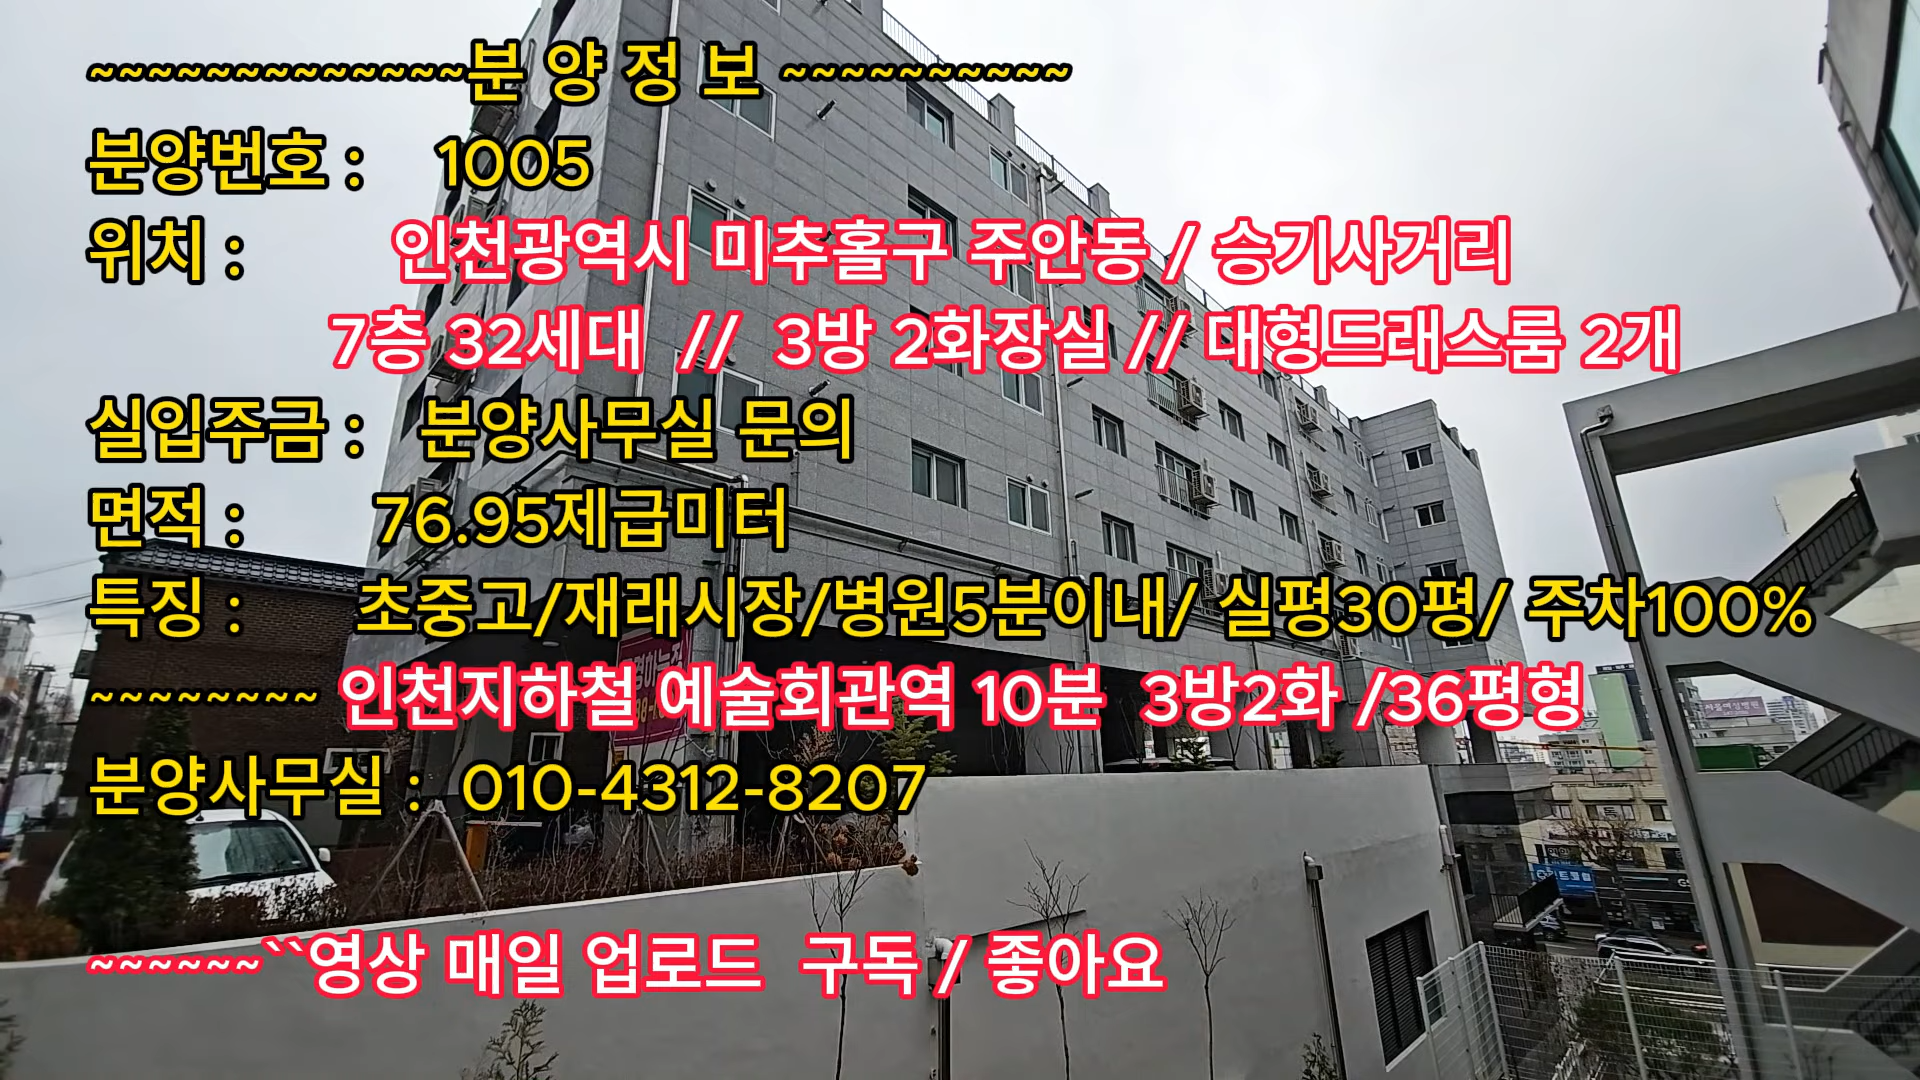 ~~~~~~~~~~~~~분 양 정 보 ~~~~~~~~~~
분양번호 : 1005
위치 : 인천광역시 미추홀구 주안동 / 승기사거리
7층 32세대 // 3방 2화장실 // 대형드래스룸 2개
실입주금 : 분양사무실 문의
면적 : 76.95제급미터
특징 : 초중고/재래시장/병원5분이내/ 실평30평/ 주차100%
~~~~~~~~ 인천지하철 예술회관역 10분 3방2화 /36평형
분양사무실 : 010-4312-8207
~~~~~~``영상 매일 업로드 구독 / 좋아요